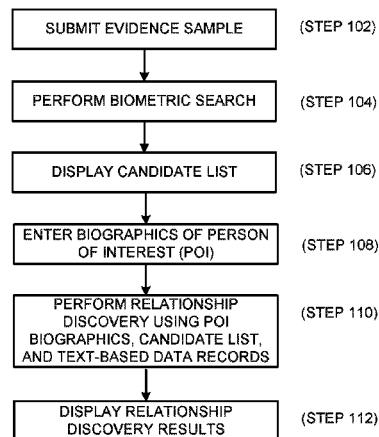 SUBMIT EVIDENCE SAMPLE (STEP 102)
PERFORM BIOMETRIC SEARCH (STEP 104)
DISPLAY CANDIDATE LIST (STEP 106)
ENTER BIOGRAPHICS OF PERSON
OF INTEREST (POI) (STEP 108)
PERFORM RELATIONSHIP
DISCOVERY USING POI (STEP 110)
BIOGRAPHICS, CANDIDATE LIST,
AND TEXT-BASED DATA RECORDS
DISPLAY RELATIONSHIP (STEP 112)
DISCOVERY RESULTS